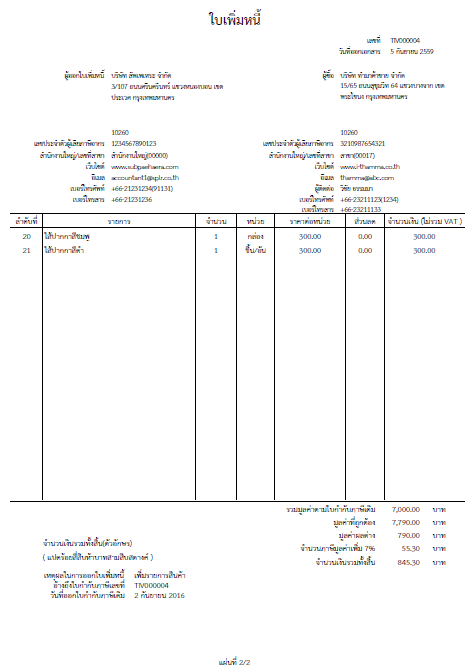 ใบเพิ่มหนี้
เลขที่ TIV000004
วันที่ออกเอกสาร 5 กันยายน 2559
ผู้ออกใบเพิ่มหนี้ บริษัท สัพเพเหระ จำกัด
3/107 ถนนศรีนครินทร์ แขวงหนองบอน เขต
ประเวศ กรุงเทพมหานคร
10260
เลขประจำตัวผู้เสียภาษีอากร 1234567890123
สำนักงานใหญ่/เลขที่สาขา สำนักงานใหญ่(00000)
เว็บไซต์ www.subpaehaera.com
อีเมล accountant1@splr.co.th
เบอร์โทรศัพท์ +66-21231234(91131)
เบอร์โทรสาร +66-21231236
ผู้ซื้อ บริษัท ทำมาค้าขาย จำกัด
15/65 ถนนสุขุมวิท 64 แขวงบางจาก เขต
พระโขนง กรุงเทพมหานคร
10260
เลขประจำตัวผู้เสียภาษีอากร 3210987654321
สำนักงานใหญ่/เลขที่สาขา สาขา(00017)
เว็บไซต์ www.i-thamma.co.th
อีเมล thamma@abc.com
ผู้ติดต่อ วิชัย ธรรมมา
เบอร์โทรศัพท์ +66-23211123(1234)
เบอร์โทรสาร +66-23211133
ลำดับที่ รายการ จำนวน หน่วย ราคาต่อหน่วย ส่วนลด จำนวนเงิน (ไม่รวม VAT )
20 ไส้ปากกาสีชมพู 1 กล่อง 300.00 0.00 300.00
21 ไส้ปากกาสีดำ 1 ชิ้น/อัน 300.00 0.00 300.00
รวมมูลค่าตามใบกำกับภาษีเดิม 7,000.00 บาท
มูลค่าที่ถูกต้อง 7,790.00 บาท
มูลค่าผลต่าง 790.00 บาท
จำนวนภาษีมูลค่าเพิ่ม 7% 55.30 บาท
จำนวนเงินรวมทั้งสิ้น 845.30 บาท
จำนวนเงินรวมทั้งสิ้น(ตัวอักษร)
( แปดร้อยสี่สิบห้าบาทสามสิบสตางค์ )
เหตุผลในการออกใบเพิ่มหนี้ เพิ่มรายการสินค้า
อ้างถึงใบกำกับภาษีเลขที่ TIV000004
วันที่ออกใบกำกับภาษีเดิม 2 กันยายน 2016
แผ่นที่ 2/2